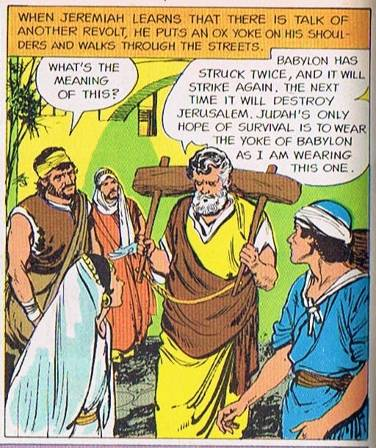 WHEN JEREMIAH LEARNS THAT THERE IS TALK OF
ANOTHER REVOLT, HE PUTS AN OX YOKE ON HIS SHOUL-
DERS AND WALKS THROUGH THE STREETS.
WHAT'S THE
MEANING
OF THIS?
BABYLON HAS
STRUCK TWICE, AND IT WILL
STRIKE AGAIN. THE NEXT
TIME IT WILL DESTROY
JERUSALEM. JUDAH'S ONLY
HOPE OF SURVIVAL IS TO WEAR
THE YOKE OF BABYLON
AS I AM WEARING
THIS ONE.